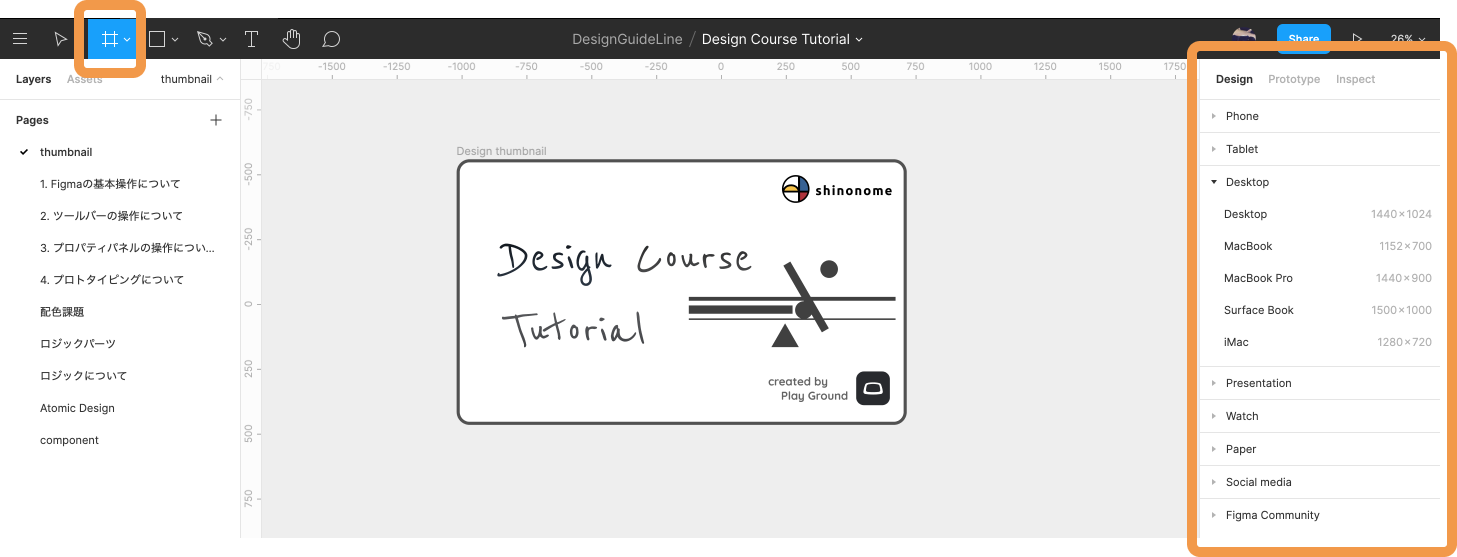 DesignGuideLine / Design Course Tutorial
Share
26%
Layers
Assets
thumbnail
Pages
thumbnail
1. Figmaの基本操作について
2. ツールバーの操作について
3. プロパティパネルの操作につい...
4. プロトタイピングについて
配色課題
ロジックパーツ
ロジックについて
Atomic Design
component
-1500 -1250 -1000 -750 -500 -250 0 250 500 750 1000 1250 1500 1750
-750
-500
-250
0
250
500
750
Design thumbnail
shinonome
Design Course
Tutorial
created by
Play Ground
Design Prototype Inspect
Phone
Tablet
Desktop
Desktop 1440×1024
MacBook 1152×700
MacBook Pro 1440×900
Surface Book 1500×1000
iMac 1280×720
Presentation
Watch
Paper
Social media
Figma Community